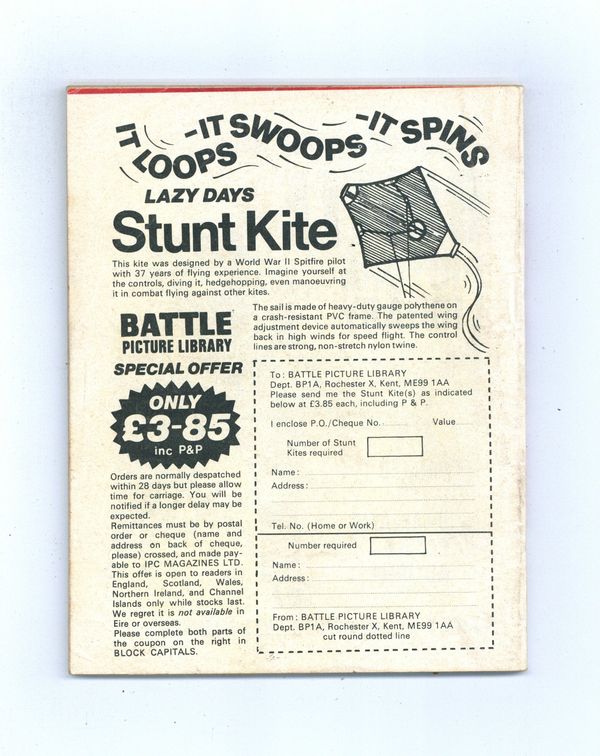 IT LOOPS
-IT SWOOPS
-IT SPINS
LAZY DAYS
Stunt Kite
This kite was designed by a World War II Spitfire pilot
with 37 years of flying experience. Imagine yourself at
the controls, diving it, hedgehopping, even manoeuvring
it in combat flying against other kites.
The sail is made of heavy-duty gauge polythene on
a crash-resistant PVC frame. The patented wing
adjustment device automatically sweeps the wing
back in high winds for speed flight. The control
lines are strong, non-stretch nylon twine.
BATTLE
PICTURE LIBRARY
SPECIAL OFFER
ONLY
£3-85
inc P&P
Orders are normally despatched
within 28 days but please allow
time for carriage. You will be
notified if a longer delay may be
expected.
Remittances must be by postal
order or cheque (name and
address on back of cheque,
please) crossed, and made pay-
able to IPC MAGAZINES LTD.
This offer is open to readers in
England, Scotland, Wales,
Northern Ireland, and Channel
Islands only while stocks last.
We regret it is not available in
Eire or overseas.
Please complete both parts of
the coupon on the right in
BLOCK CAPITALS.
To: BATTLE PICTURE LIBRARY
Dept. BP1A, Rochester X, Kent, ME99 1AA
Please send me the Stunt Kite(s) as indicated
below at £3.85 each, including P & P.
I enclose P.O./Cheque No. Value
Number of Stunt
Kites required
Name:
Address:
Tel. No. (Home or Work)
Number required
Name:
Address:
From: BATTLE PICTURE LIBRARY
Dept. BP1A, Rochester X, Kent, ME99 1AA
cut round dotted line